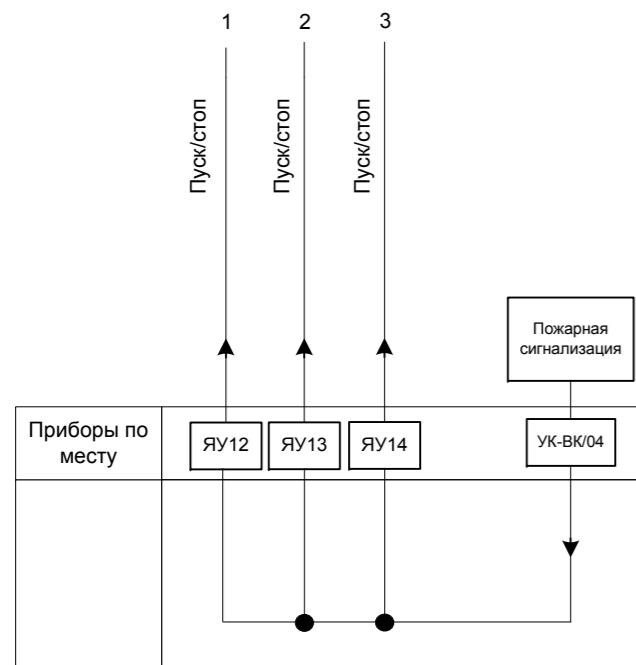 1 2 3
Пуск/стоп Пуск/стоп Пуск/стоп
Пожарная
сигнализация
Приборы по
месту
ЯУ12 ЯУ13 ЯУ14 УК-ВК/04